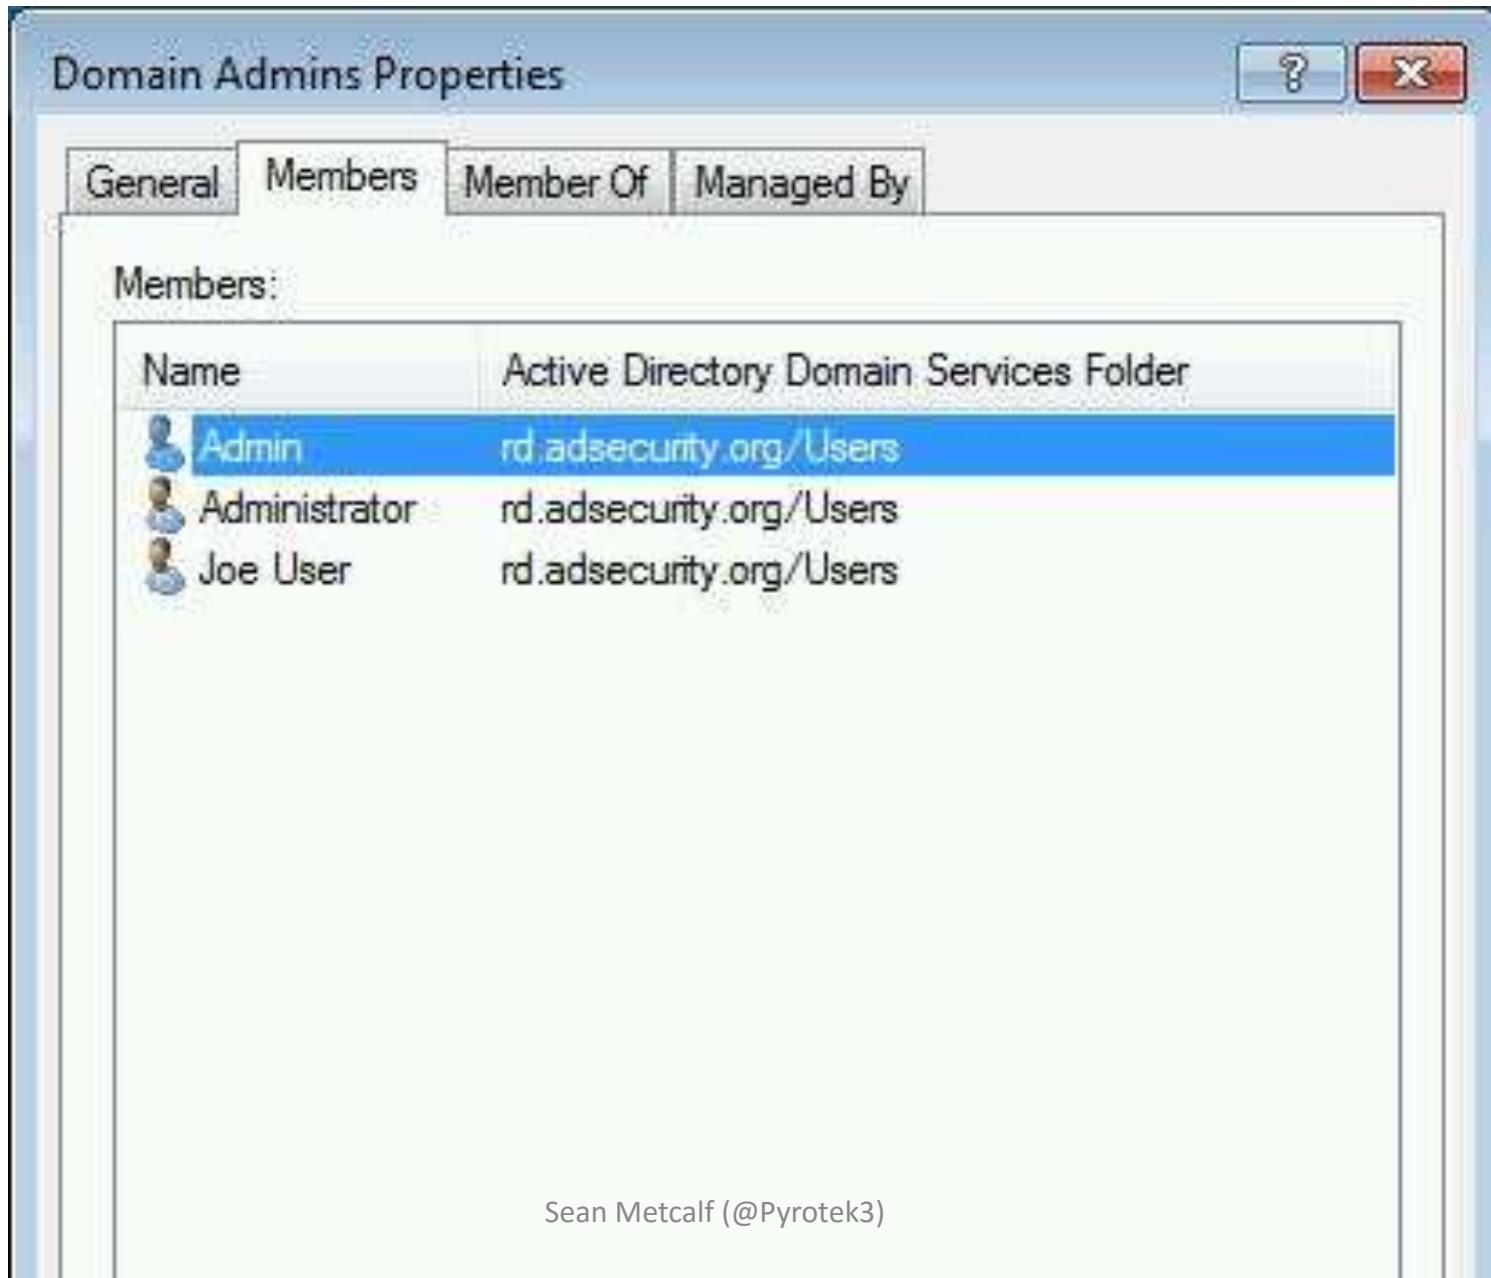 Domain Admins Properties
General Members Member Of Managed By
Members:
Name Active Directory Domain Services Folder
Admin rd.adsecurity.org/Users
Administrator rd.adsecurity.org/Users
Joe User rd.adsecurity.org/Users
Sean Metcalf (@Pyrotek3)